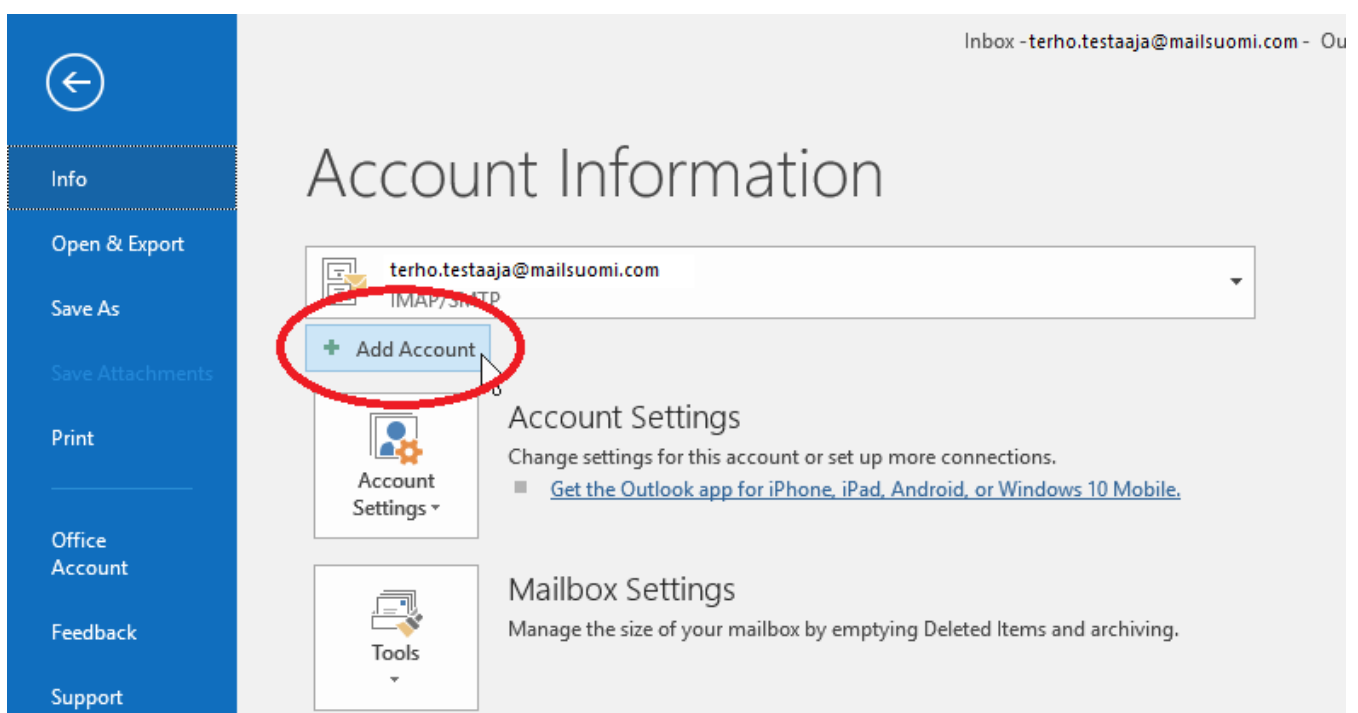 Inbox - terho.testaaja@mailsuomi.com - Ou
Info
Open & Export
Save As
Save Attachments
Print
Office
Account
Feedback
Support
Account Information
terho.testaaja@mailsuomi.com
IMAP/SMTP
+ Add Account
Account
Settings
Account Settings
Change settings for this account or set up more connections.
Get the Outlook app for iPhone, iPad, Android, or Windows 10 Mobile.
Tools
Mailbox Settings
Manage the size of your mailbox by emptying Deleted Items and archiving.